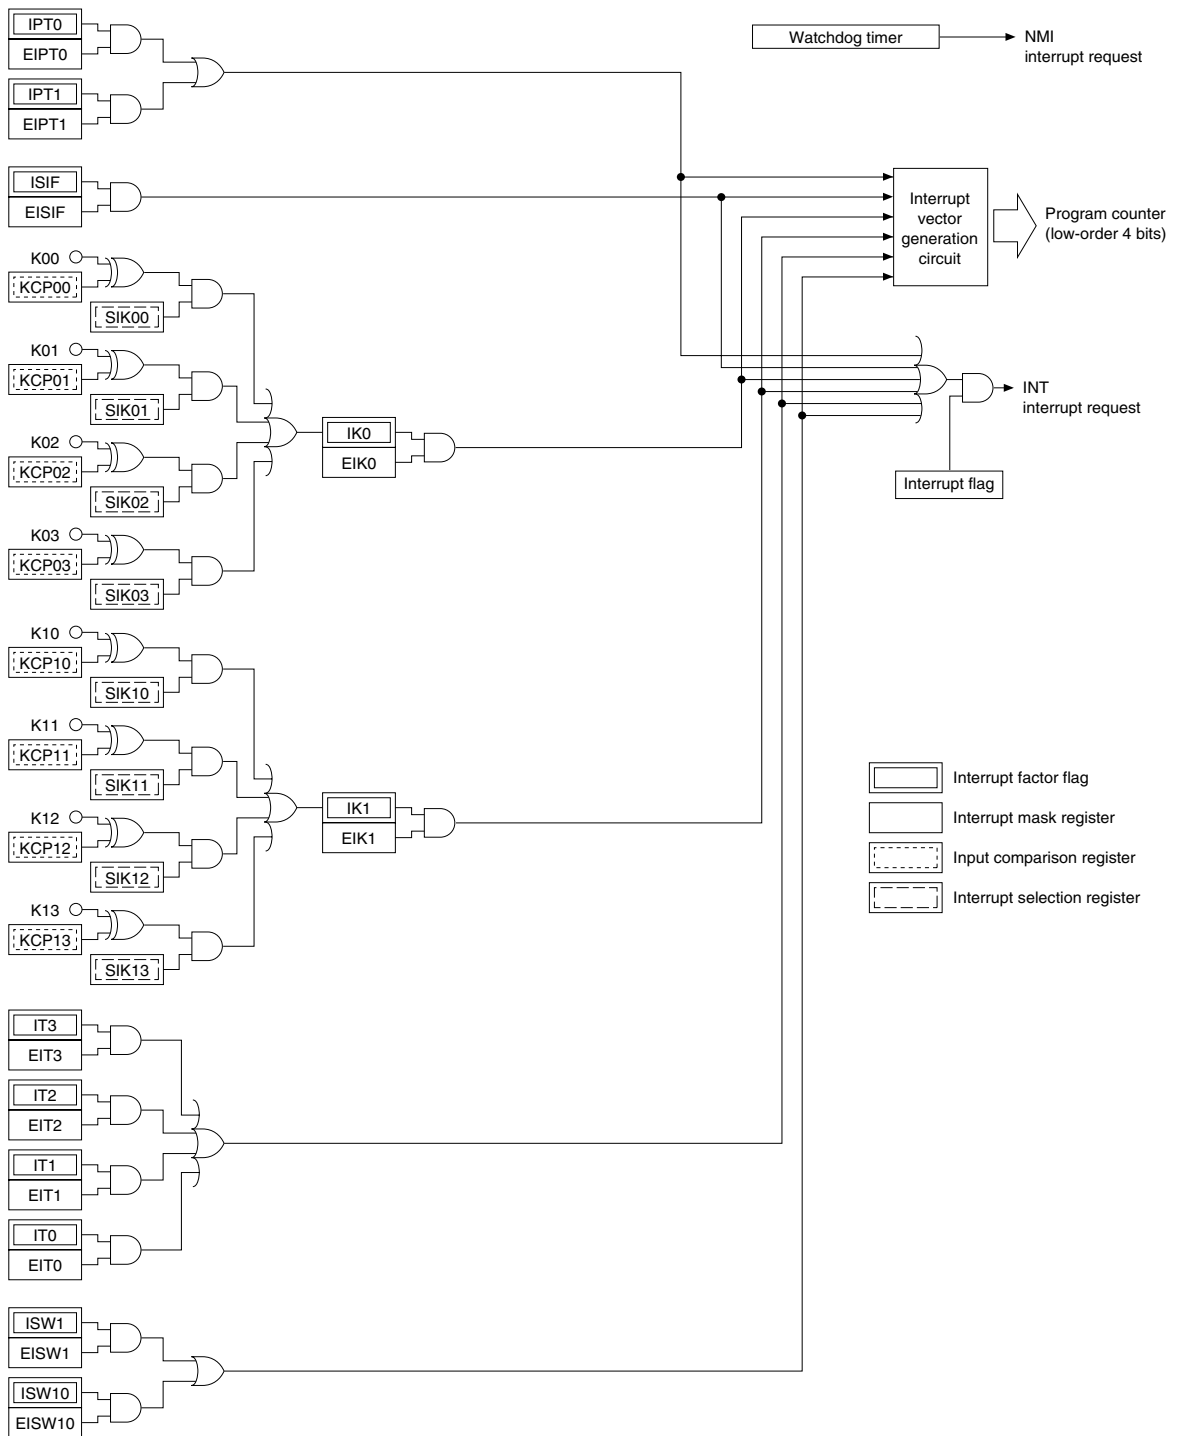 IPT0
EIPT0
IPT1
EIPT1
Watchdog timer
NMI
interrupt request
ISIF
EISIF
Interrupt
vector
generation
circuit
Program counter
(low-order 4 bits)
K00
KCP00
SIK00
K01
KCP01
SIK01
K02
KCP02
SIK02
K03
KCP03
SIK03
IK0
EIK0
INT
interrupt request
Interrupt flag
K10
KCP10
SIK10
K11
KCP11
SIK11
K12
KCP12
SIK12
K13
KCP13
SIK13
IK1
EIK1
Interrupt factor flag
Interrupt mask register
Input comparison register
Interrupt selection register
IT3
EIT3
IT2
EIT2
IT1
EIT1
IT0
EIT0
ISW1
EISW1
ISW10
EISW10